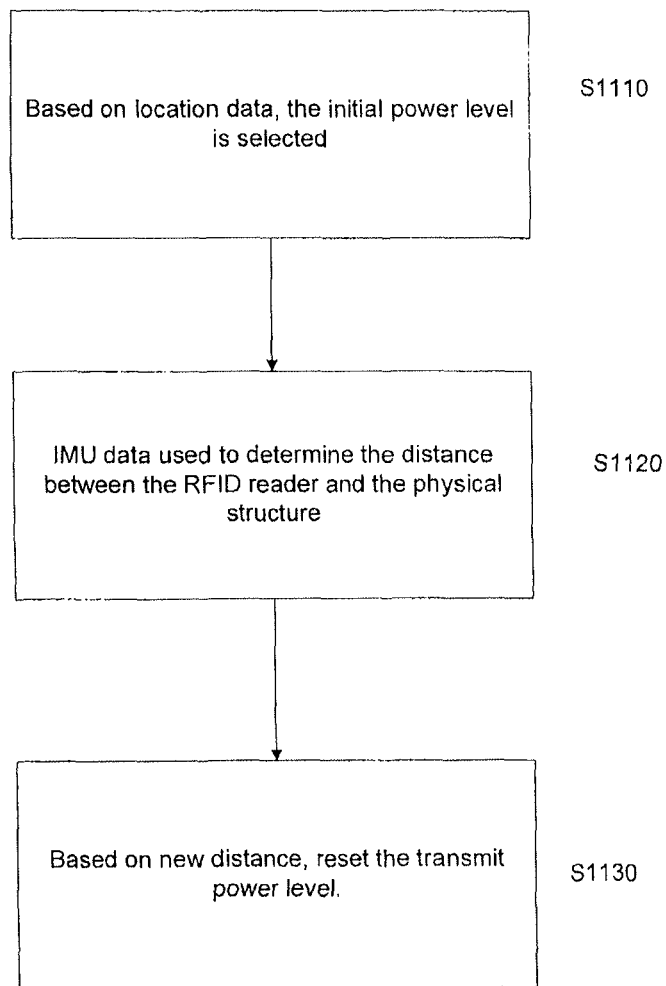 S1110
Based on location data, the initial power level
is selected
IMU data used to determine the distance
between the RFID reader and the physical
structure
S1120
Based on new distance, reset the transmit
power level.
S1130